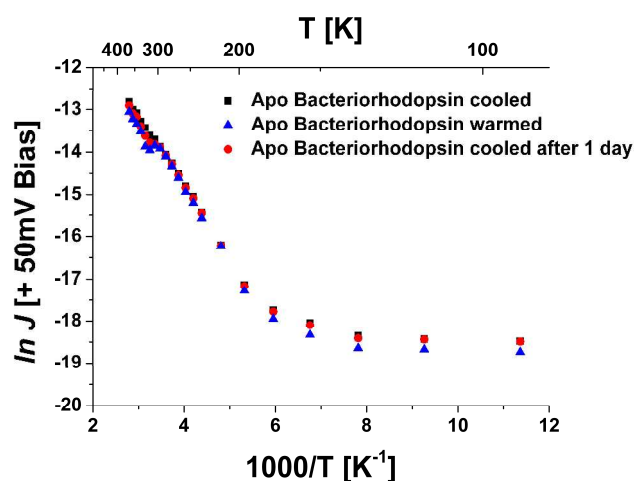 T [K]
400 300 200 100
-12
-13
-14
-15
-16
-17
-18
-19
-20
ln J [+ 50mV Bias]
Apo Bacteriorhodopsin cooled
Apo Bacteriorhodopsin warmed
Apo Bacteriorhodopsin cooled after 1 day
2 4 6 8 10 12
1000/T [K⁻¹]